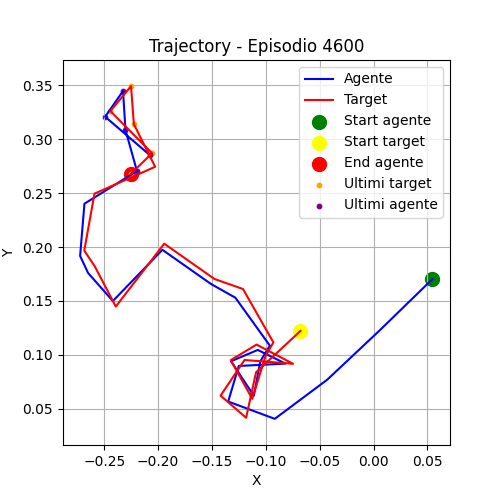 Trajectory - Episodio 4600
Agente
Target
Start agente
Start target
End agente
Ultimi target
Ultimi agente
Y
0.35
0.30
0.25
0.20
0.15
0.10
0.05
−0.25 −0.20 −0.15 −0.10 −0.05 0.00 0.05
X